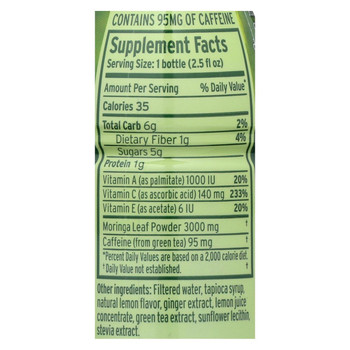 CONTAINS 95MG OF CAFFEINE
Supplement Facts
Serving Size: 1 bottle (2.5 fl oz)
Amount Per Serving % Daily Value*
Calories 35
Total Carb 6g 2%
Dietary Fiber 1g 4%
Sugars 5g
Protein 1g
Vitamin A (as palmitate) 1000 IU 20%
Vitamin C (as ascorbic acid) 140 mg 233%
Vitamin E (as acetate) 6 IU 20%
Moringa Leaf Powder 3000 mg †
Caffeine (from green tea) 95 mg †
*Percent Daily Values are based on a 2,000 calorie diet.
†Daily Value not established. †
Other ingredients: Filtered water, tapioca syrup,
natural lemon flavor, ginger extract, lemon juice
concentrate, green tea extract, sunflower lecithin,
stevia extract.